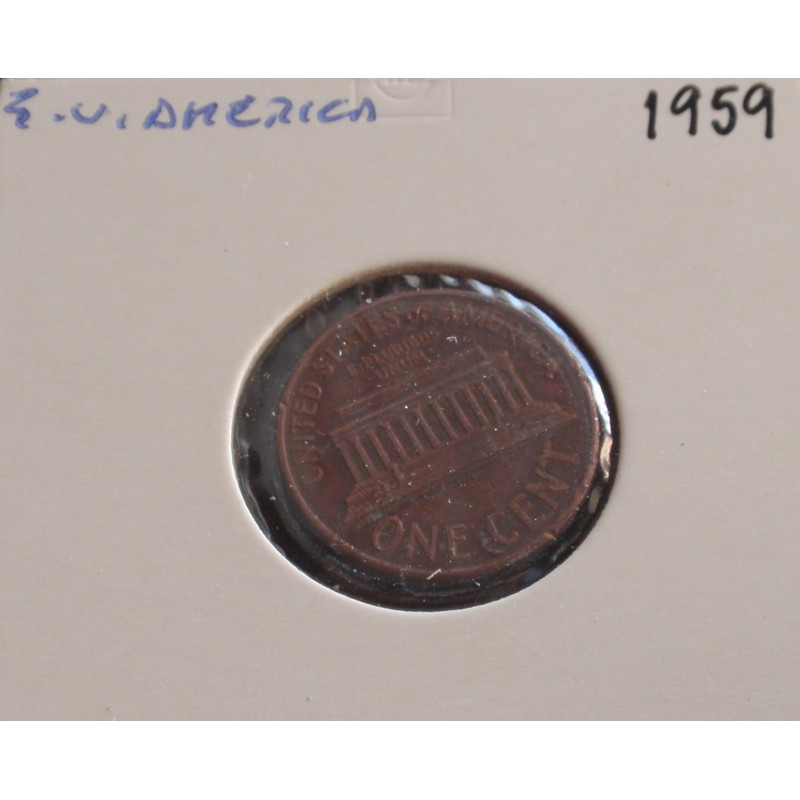 E.U. AMERICA
1959
UNITED STATES OF AMERICA
E PLURIBUS
UNUM
ONE CENT